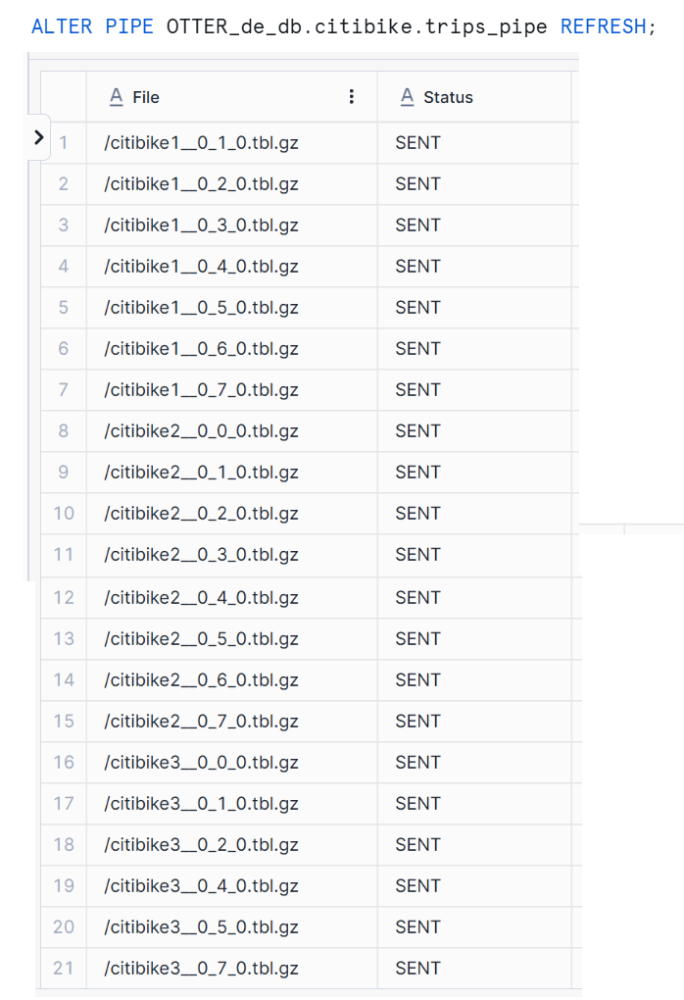 ALTER PIPE OTTER_de_db.citibike.trips_pipe REFRESH;
A File A Status
1 /citibike1__0_1_0.tbl.gz SENT
2 /citibike1__0_2_0.tbl.gz SENT
3 /citibike1__0_3_0.tbl.gz SENT
4 /citibike1__0_4_0.tbl.gz SENT
5 /citibike1__0_5_0.tbl.gz SENT
6 /citibike1__0_6_0.tbl.gz SENT
7 /citibike1__0_7_0.tbl.gz SENT
8 /citibike2__0_0_0.tbl.gz SENT
9 /citibike2__0_1_0.tbl.gz SENT
10 /citibike2__0_2_0.tbl.gz SENT
11 /citibike2__0_3_0.tbl.gz SENT
12 /citibike2__0_4_0.tbl.gz SENT
13 /citibike2__0_5_0.tbl.gz SENT
14 /citibike2__0_6_0.tbl.gz SENT
15 /citibike2__0_7_0.tbl.gz SENT
16 /citibike3__0_0_0.tbl.gz SENT
17 /citibike3__0_1_0.tbl.gz SENT
18 /citibike3__0_2_0.tbl.gz SENT
19 /citibike3__0_4_0.tbl.gz SENT
20 /citibike3__0_5_0.tbl.gz SENT
21 /citibike3__0_7_0.tbl.gz SENT